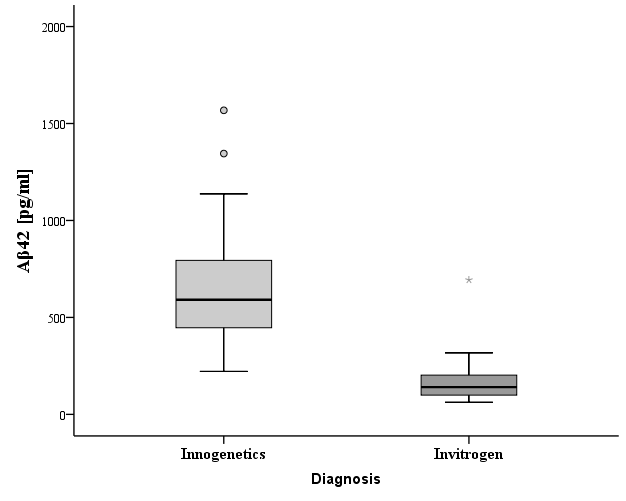 2000
1500
1000
500
0
Aβ42 [pg/ml]
Innogenetics
Invitrogen
Diagnosis